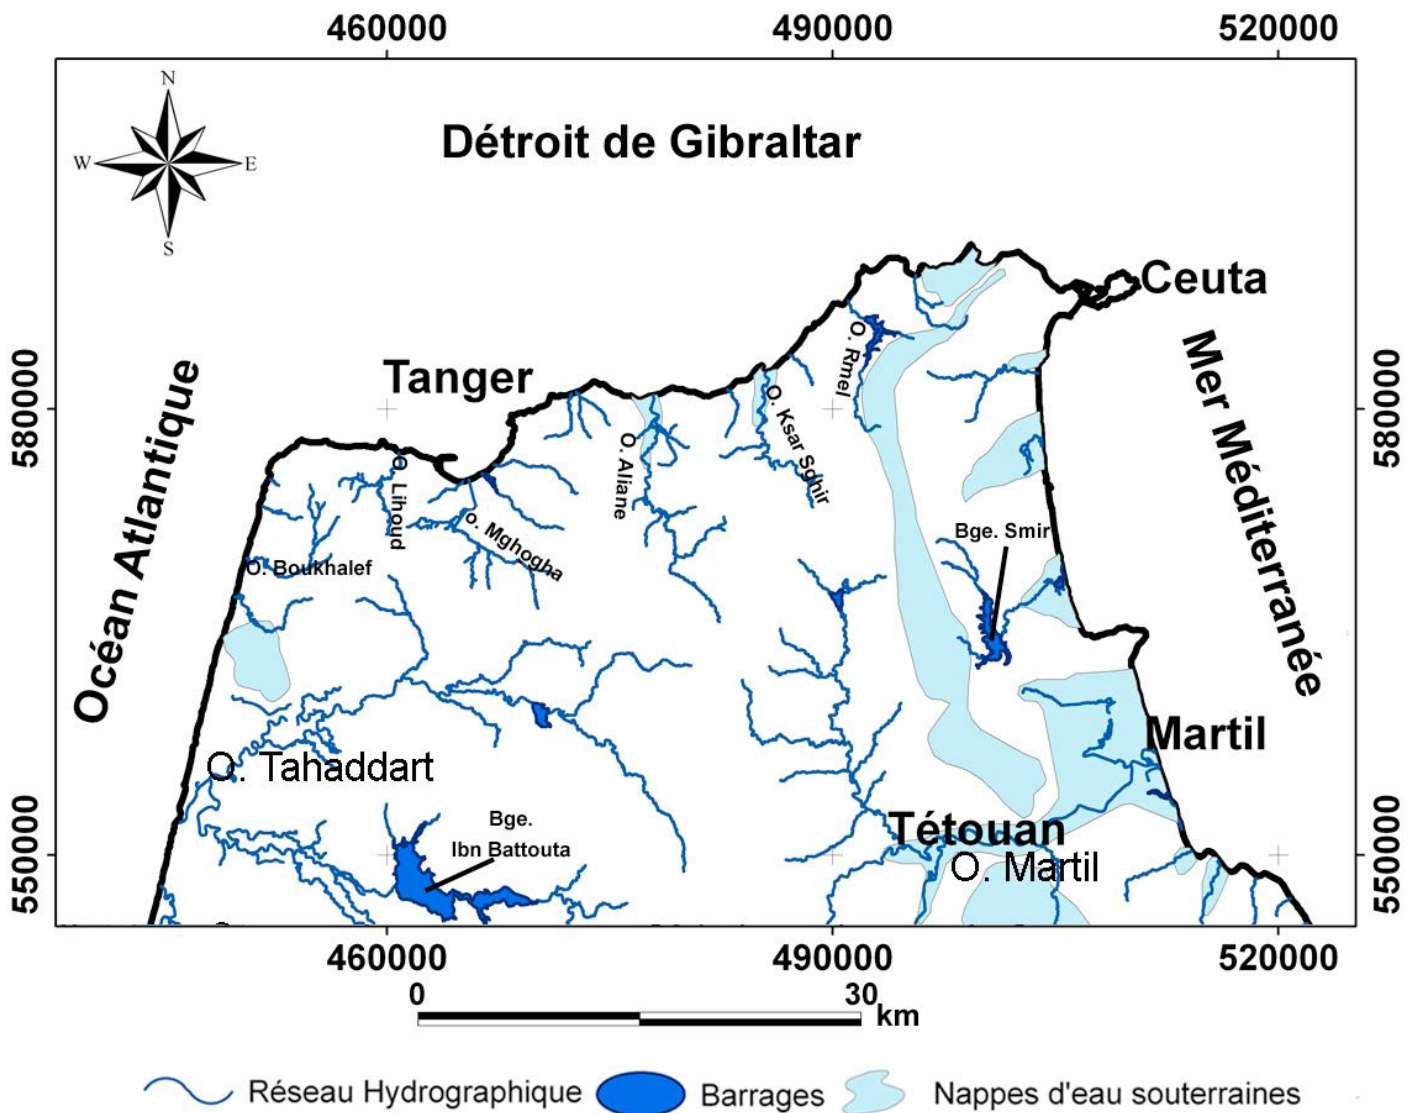 460000 490000 520000
N
W E
S
Détroit de Gibraltar
Ceuta
Tanger
Océan Atlantique
Mer Méditerranée
580000 580000
O. Rmel
O. Ksar Sghir
O. Aliane
O. Lihoud
o. Mghogha
O. Boukhalef
Bge. Smir
Martil
O. Tahaddart
Bge.
Ibn Battouta
Tétouan
O. Martil
550000 550000
460000 490000 520000
0 30
km
Réseau Hydrographique Barrages Nappes d'eau souterraines